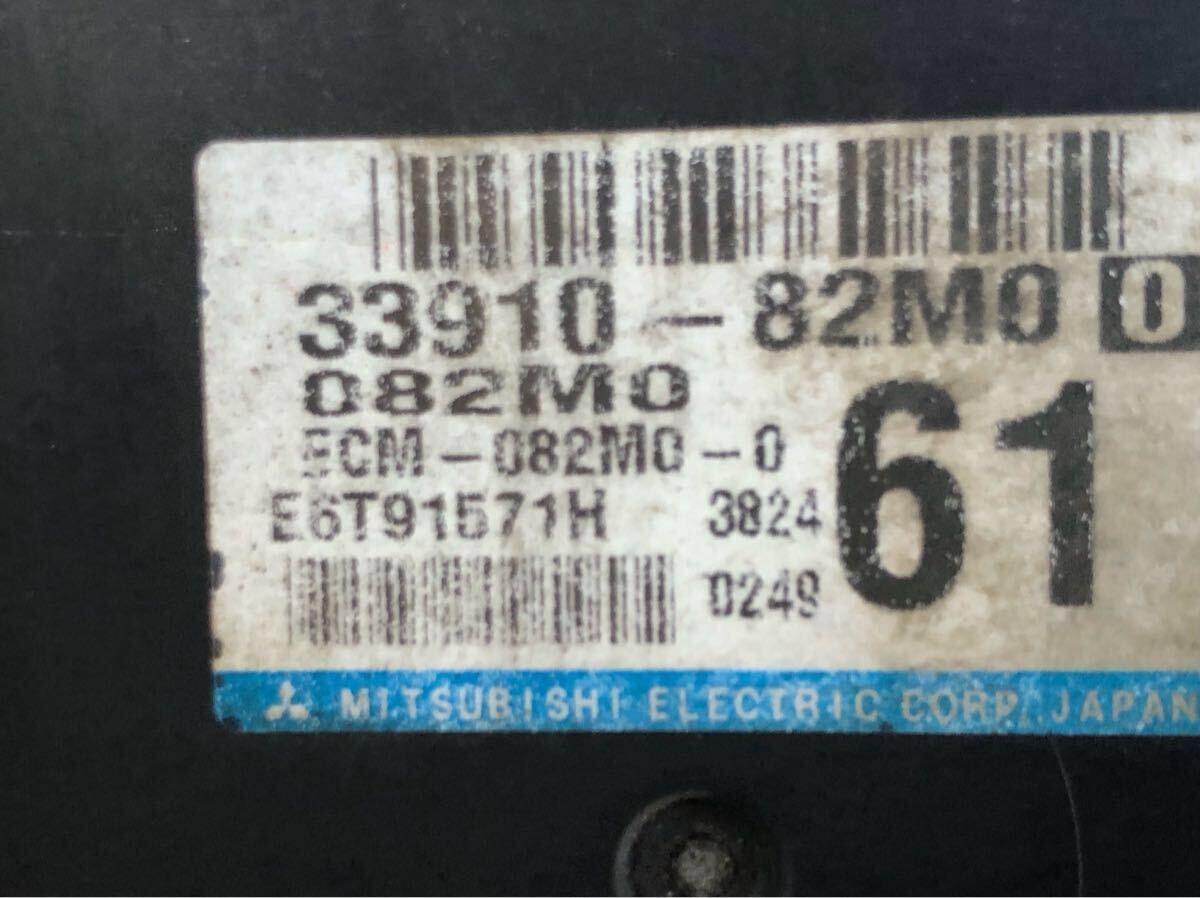 33910-82M0 0
082M0
ECM-082M0-0
61
E6T91571H 3824
0249
MITSUBISHI ELECTRIC CORP. JAPAN